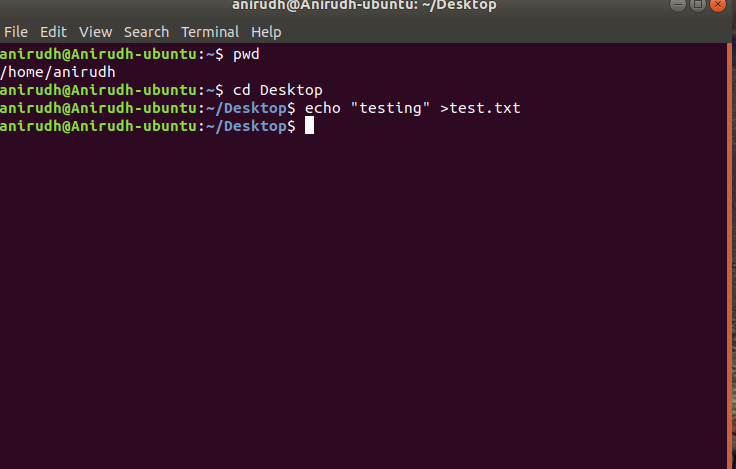 anirudh@Anirudh-ubuntu: ~/Desktop
File Edit View Search Terminal Help
anirudh@Anirudh-ubuntu:~$ pwd
/home/anirudh
anirudh@Anirudh-ubuntu:~$ cd Desktop
anirudh@Anirudh-ubuntu:~/Desktop$ echo "testing" >test.txt
anirudh@Anirudh-ubuntu:~/Desktop$